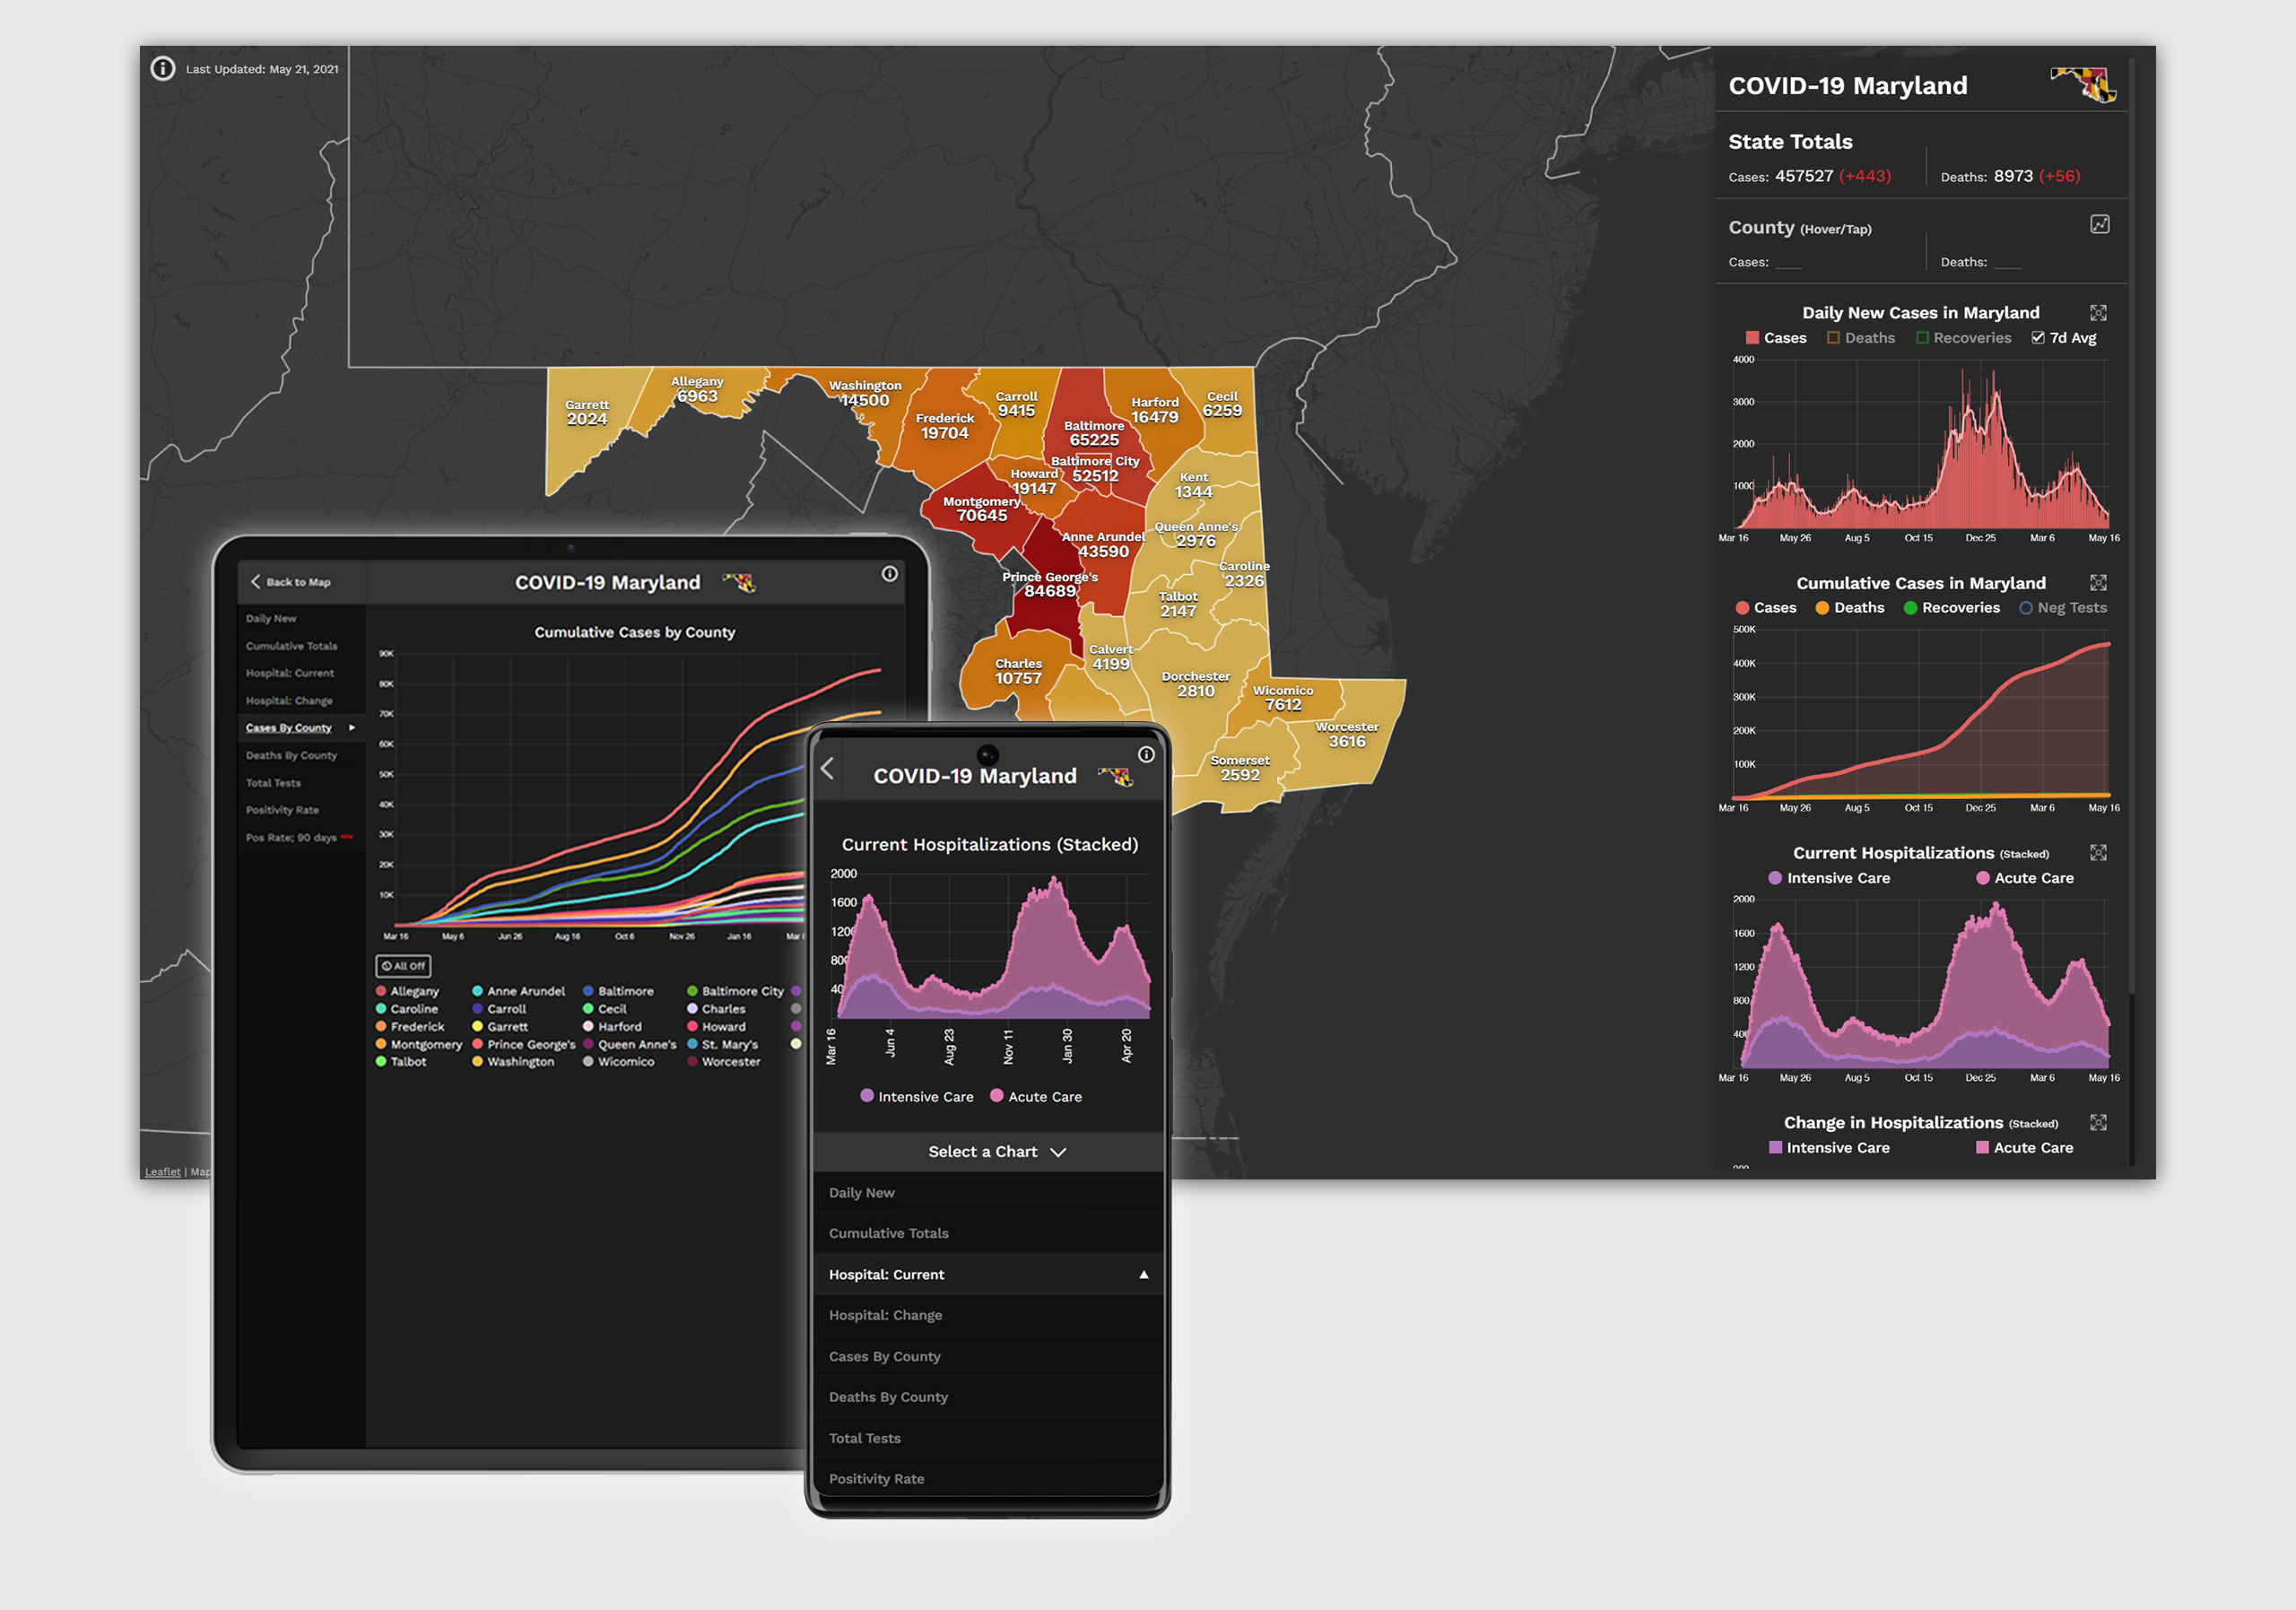 Last Updated: May 21, 2021
Garrett
2024
Allegany
6963
Washington
14500
Frederick
19704
Carroll
9415
Baltimore
65225
Harford
16479
Cecil
6259
Baltimore City
52512
Howard
19147
Montgomery
70645
Kent
1344
Queen Anne's
2976
Anne Arundel
43590
Caroline
2326
Prince George's
84689
Talbot
2147
Charles
10757
Calvert
4199
Dorchester
2810
Wicomico
7612
Worcester
3616
Somerset
2592
Leaflet | Map
COVID-19 Maryland
State Totals
Cases: 457527 (+443)
Deaths: 8973 (+56)
County (Hover/Tap)
Cases: ___
Deaths: ___
Daily New Cases in Maryland
Cases Deaths Recoveries 7d Avg
4000
3000
2000
1000
Mar 16 May 26 Aug 5 Oct 15 Dec 25 Mar 6 May 16
Cumulative Cases in Maryland
Cases Deaths Recoveries Neg Tests
500K
400K
300K
200K
100K
Mar 16 May 26 Aug 5 Oct 15 Dec 25 Mar 6 May 16
Current Hospitalizations (Stacked)
Intensive Care Acute Care
2000
1600
1200
800
400
Mar 16 May 26 Aug 5 Oct 15 Dec 25 Mar 6 May 16
Change in Hospitalizations (Stacked)
Intensive Care Acute Care
Back to Map
COVID-19 Maryland
Daily New
Cumulative Totals
Hospital: Current
Hospital: Change
Cases By County
Deaths By County
Total Tests
Positivity Rate
Pos Rate; 90 days NEW
Cumulative Cases by County
90K
80K
70K
60K
50K
40K
30K
20K
10K
Mar 16 May 6 Jun 26 Aug 16 Oct 6 Nov 26 Jan 16 Mar
All Off
Allegany Anne Arundel Baltimore Baltimore City
Caroline Carroll Cecil Charles
Frederick Garrett Harford Howard
Montgomery Prince George's Queen Anne's St. Mary's
Talbot Washington Wicomico Worcester
COVID-19 Maryland
Current Hospitalizations (Stacked)
2000
1600
1200
800
40
Mar 16 Jun 4 Aug 23 Nov 11 Jan 30 Apr 20
Intensive Care Acute Care
Select a Chart
Daily New
Cumulative Totals
Hospital: Current
Hospital: Change
Cases By County
Deaths By County
Total Tests
Positivity Rate